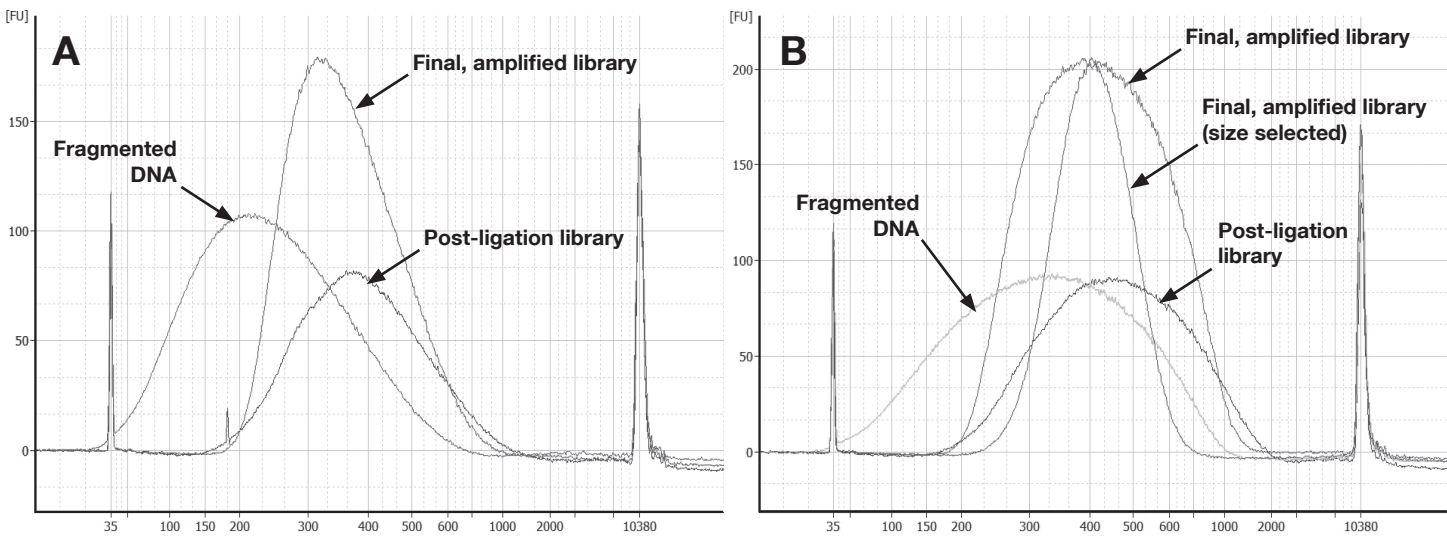 [FU]
A
Final, amplified library
150
Fragmented
DNA
100
Post-ligation library
50
0
35 100 150 200 300 400 500 600 1000 2000 10380
[FU]
B
Final, amplified library
200
Final, amplified library
(size selected)
150
Fragmented
DNA
Post-ligation
library
100
50
0
35 100 150 200 300 400 500 600 1000 2000 10380